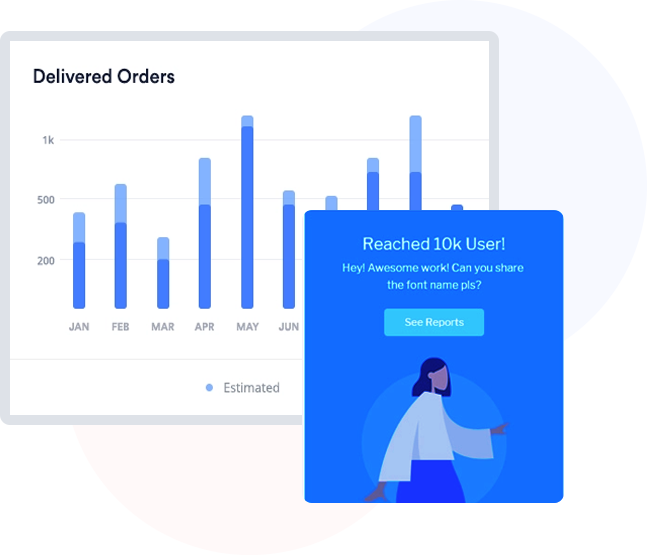 Delivered Orders
1k
500
200
JAN FEB MAR APR MAY JUN
Estimated
Reached 10k User!
Hey! Awesome work! Can you share
the font name pls?
See Reports